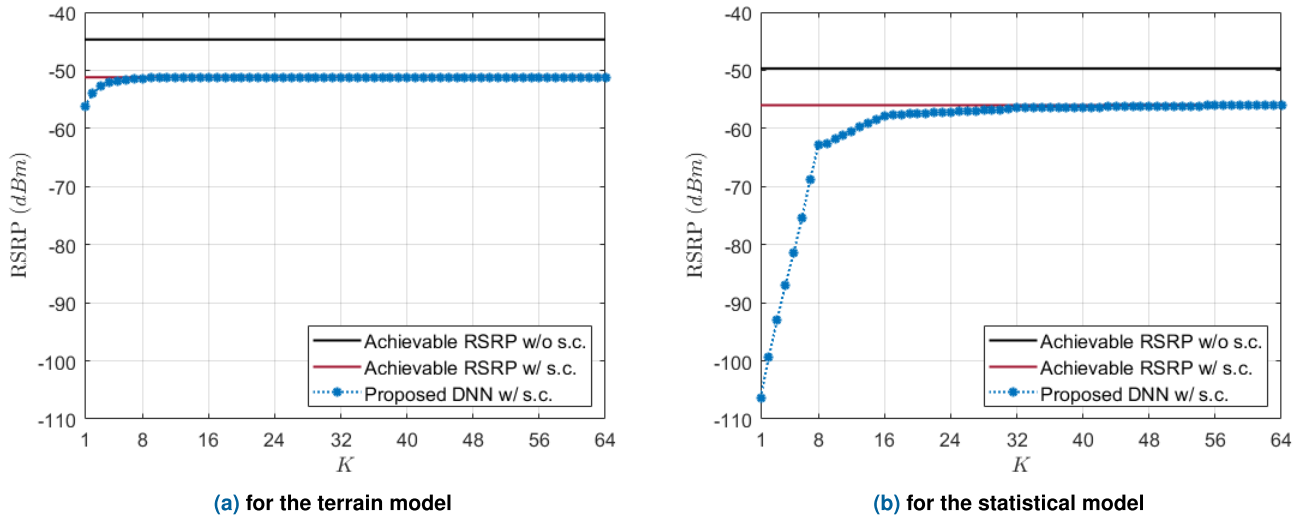 -40
-50
-60
-70
-80
-90
-100
-110
RSRP (dBm)
1 8 16 24 32 40 48 56 64
K
Achievable RSRP w/o s.c.
Achievable RSRP w/ s.c.
Proposed DNN w/ s.c.
(a) for the terrain model
-40
-50
-60
-70
-80
-90
-100
-110
RSRP (dBm)
1 8 16 24 32 40 48 56 64
K
Achievable RSRP w/o s.c.
Achievable RSRP w/ s.c.
Proposed DNN w/ s.c.
(b) for the statistical model